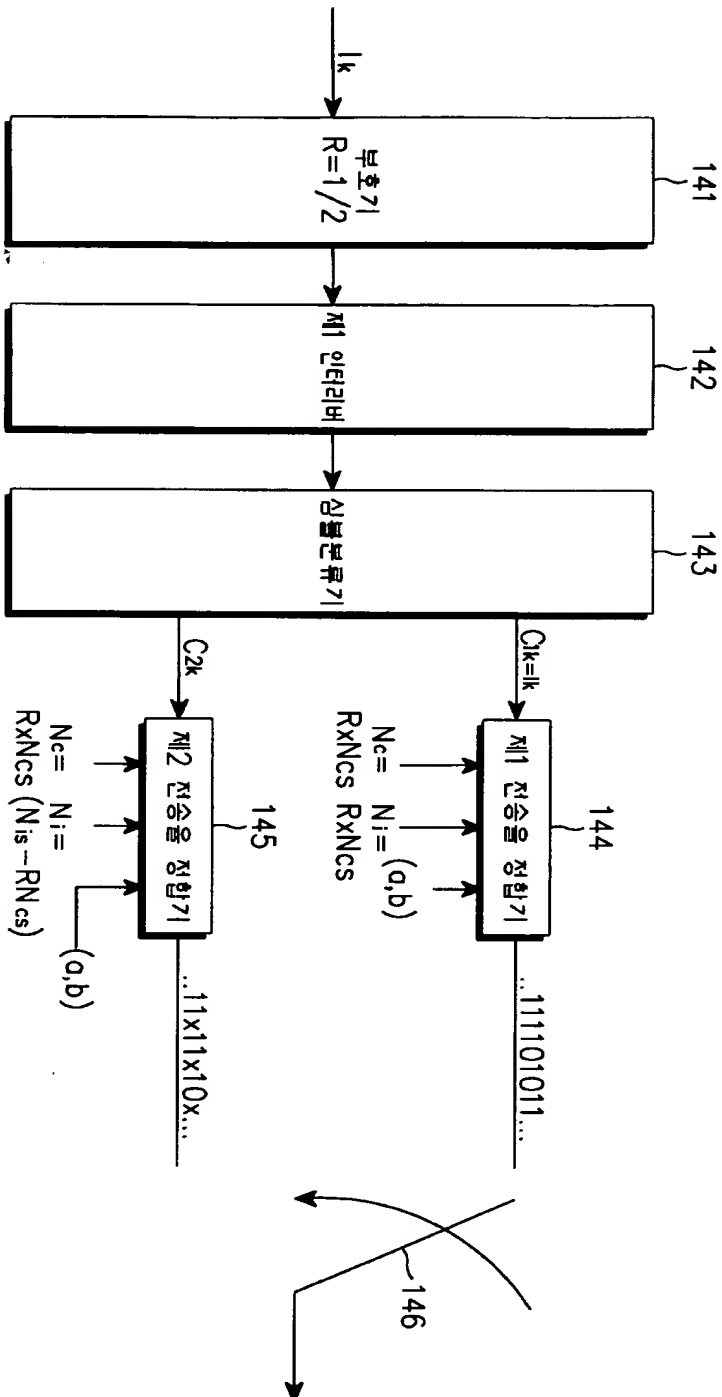 Ik
부호기
R=1/2
141
제1 인터리버
142
심볼분류기
143
C1k=Ik
제1 전송율 정합기
144
Nc= Ni= (a,b)
RxNcs RxNcs
...111101011...
C2k
제2 전송율 정합기
145
Nc= Ni=
RxNcs (Nis-RNcs)
(a,b)
...11x11x10x...
146